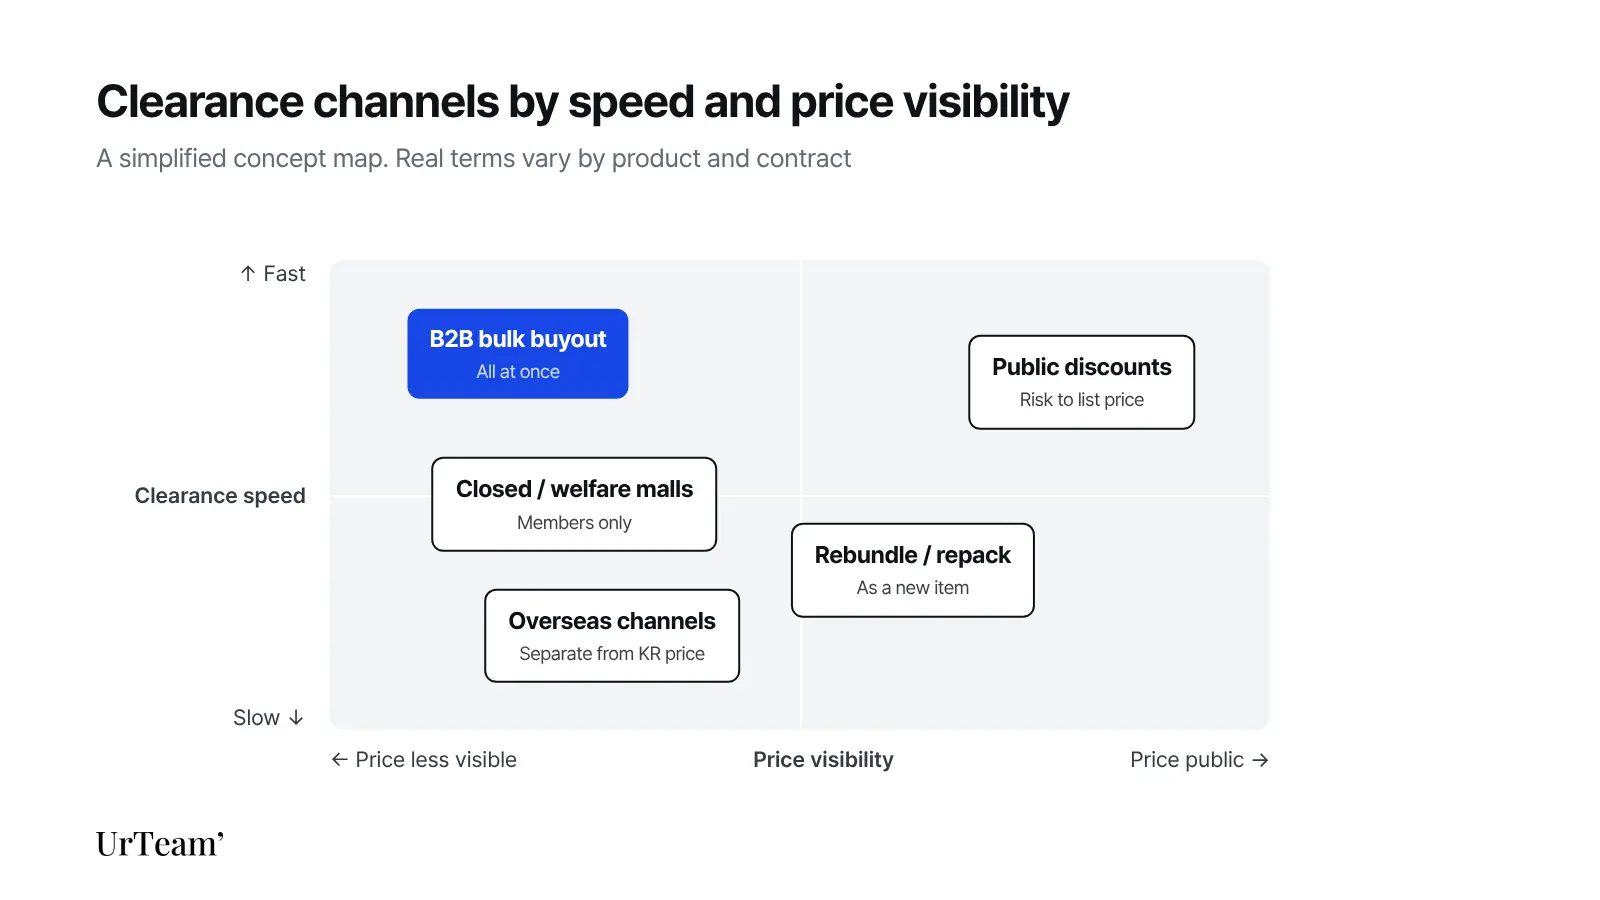 Clearance channels by speed and price visibility
A simplified concept map. Real terms vary by product and contract
↑ Fast
B2B bulk buyout
All at once
Public discounts
Risk to list price
Closed / welfare malls
Members only
Clearance speed
Rebundle / repack
As a new item
Overseas channels
Separate from KR price
Slow ↓
← Price less visible
Price visibility
Price public →
UrTeam’